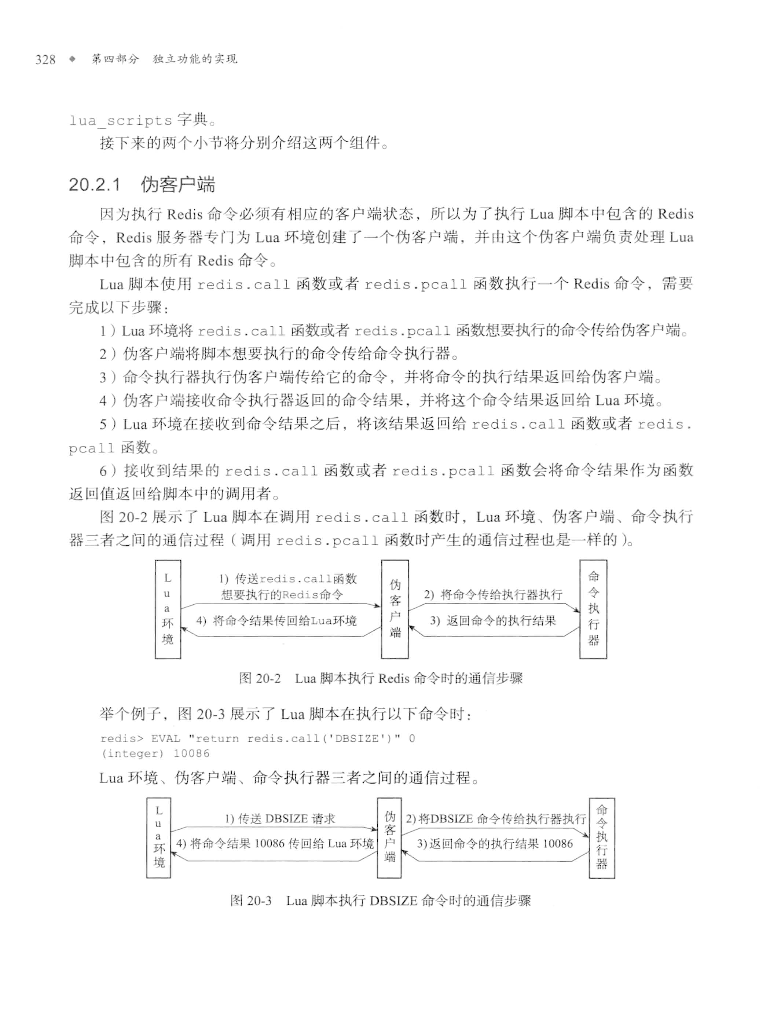 328 ◆ 第四部分 独立功能的实现
lua_scripts 字典。
接下来的两个小节将分别介绍这两个组件。
20.2.1 伪客户端
因为执行 Redis 命令必须有相应的客户端状态，所以为了执行 Lua 脚本中包含的 Redis
命令，Redis 服务器专门为 Lua 环境创建了一个伪客户端，并由这个伪客户端负责处理 Lua
脚本中包含的所有 Redis 命令。
Lua 脚本使用 redis.call 函数或者 redis.pcall 函数执行一个 Redis 命令，需要
完成以下步骤：
1）Lua 环境将 redis.call 函数或者 redis.pcall 函数想要执行的命令传给伪客户端。
2）伪客户端将脚本想要执行的命令传给命令执行器。
3）命令执行器执行伪客户端传给它的命令，并将命令的执行结果返回给伪客户端。
4）伪客户端接收命令执行器返回的命令结果，并将这个命令结果返回给 Lua 环境。
5）Lua 环境在接收到命令结果之后，将该结果返回给 redis.call 函数或者 redis.
pcall 函数。
6）接收到结果的 redis.call 函数或者 redis.pcall 函数会将命令结果作为函数
返回值返回给脚本中的调用者。
图 20-2 展示了 Lua 脚本在调用 redis.call 函数时，Lua 环境、伪客户端、命令执行
器三者之间的通信过程（调用 redis.pcall 函数时产生的通信过程也是一样的）。
Lua环境
1) 传送redis.call函数
想要执行的Redis命令
4) 将命令结果传回给Lua环境
伪客户端
2) 将命令传给执行器执行
3) 返回命令的执行结果
命令执行器
图 20-2 Lua 脚本执行 Redis 命令时的通信步骤
举个例子，图 20-3 展示了 Lua 脚本在执行以下命令时：
redis> EVAL "return redis.call('DBSIZE')" 0
(integer) 10086
Lua 环境、伪客户端、命令执行器三者之间的通信过程。
Lua环境
1) 传送 DBSIZE 请求
4) 将命令结果 10086 传回给 Lua 环境
伪客户端
2)将DBSIZE 命令传给执行器执行
3)返回命令的执行结果 10086
命令执行器
图 20-3 Lua 脚本执行 DBSIZE 命令时的通信步骤